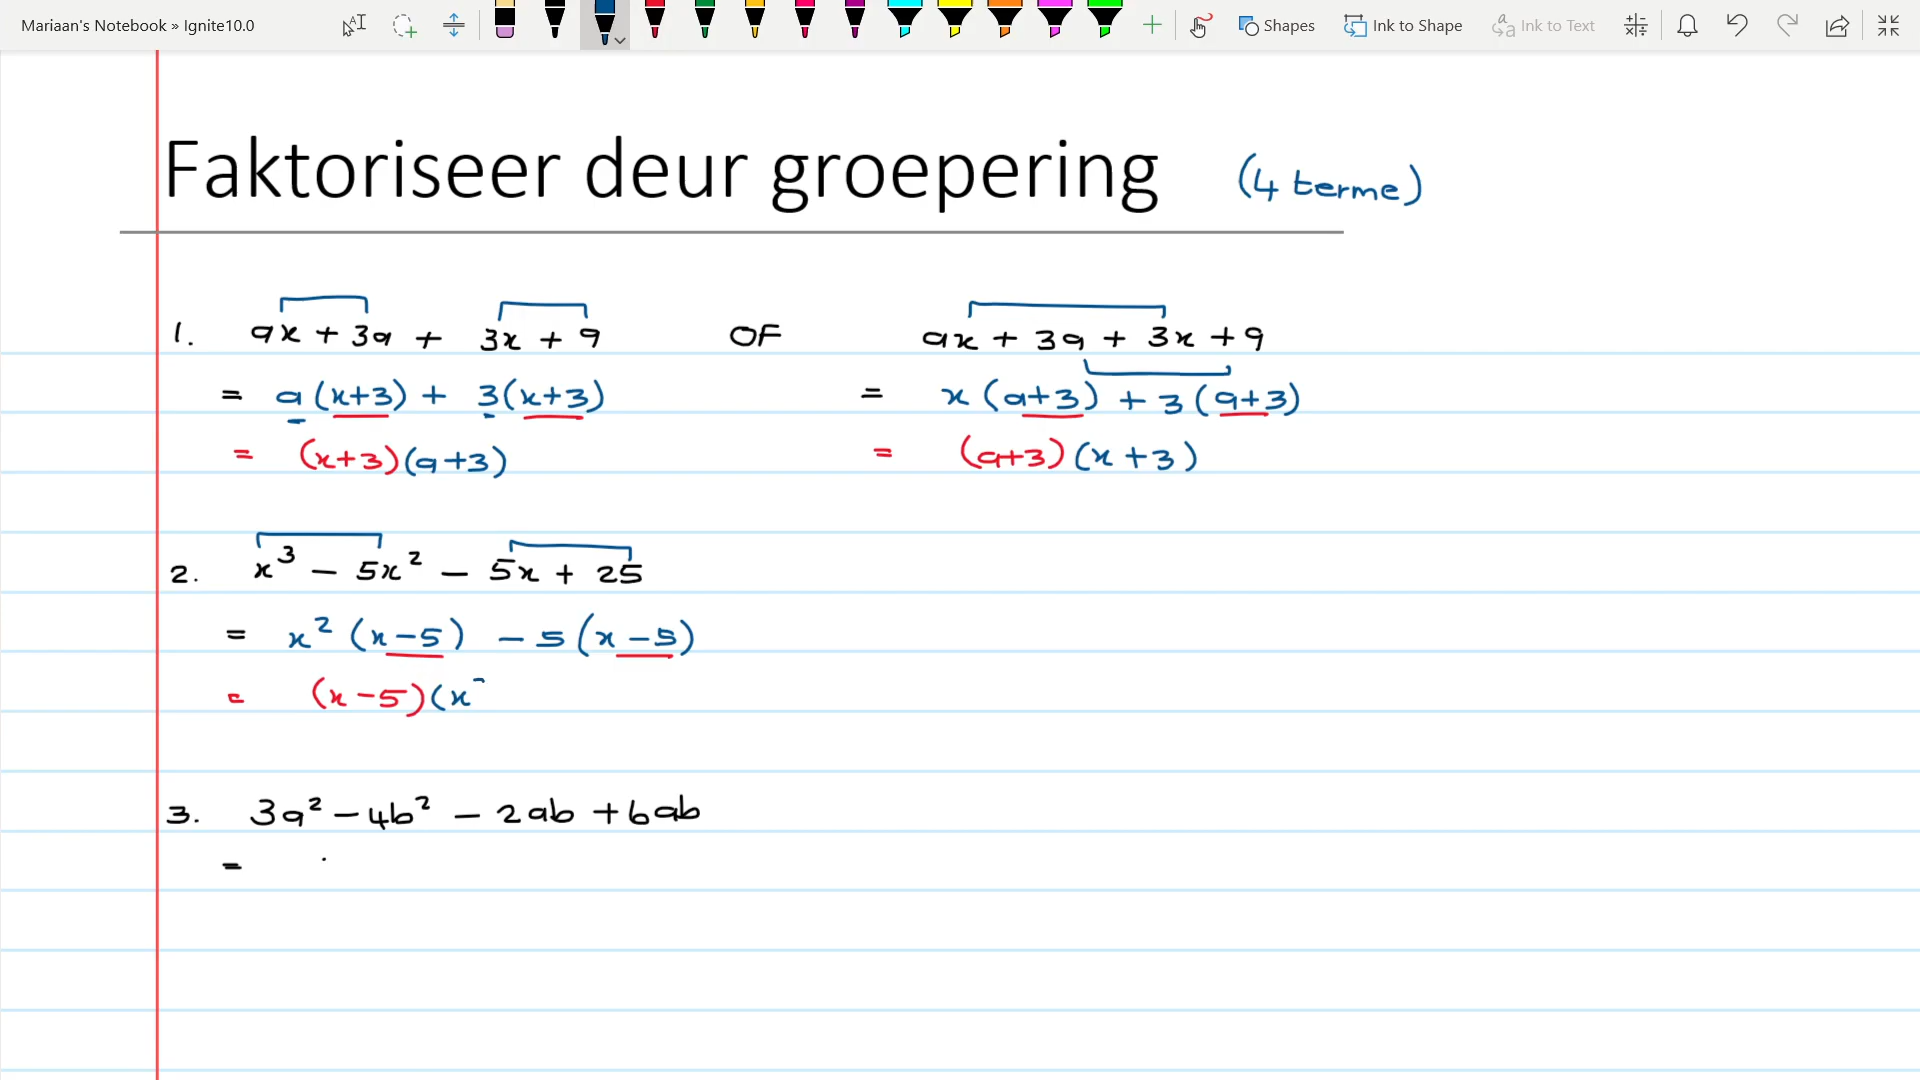 Mariaan's Notebook » Ignite10.0
Shapes
Ink to Shape
Ink to Text
Faktoriseer deur groepering (4 terme)
1. ax + 3a + 3x + 9 OF ax + 3a + 3x + 9
= a(x+3) + 3(x+3) = x(a+3) + 3(a+3)
= (x+3)(a+3) = (a+3)(x+3)
2. x³ − 5x² − 5x + 25
= x²(x−5) − 5(x−5)
= (x−5)(x
3. 3a² − 4b² − 2ab + 6ab
=